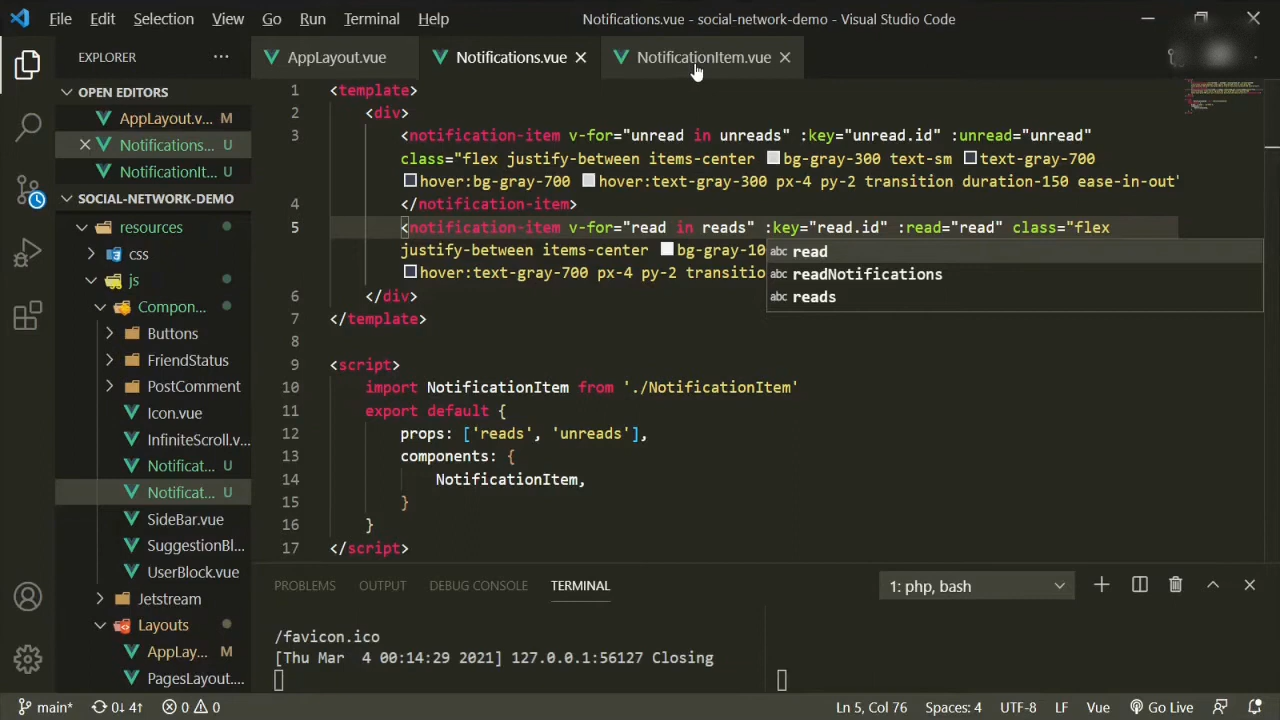 File Edit Selection View Go Run Terminal Help Notifications.vue - social-network-demo - Visual Studio Code
EXPLORER
AppLayout.vue Notifications.vue NotificationItem.vue
OPEN EDITORS
AppLayout.v... M
Notifications... U
NotificationIt... U
SOCIAL-NETWORK-DEMO
resources
css
js
Compon...
Buttons
FriendStatus
PostComment
Icon.vue
InfiniteScroll.v...
Notificat... U
Notificat... U
SideBar.vue
SuggestionBl...
UserBlock.vue
Jetstream
Layouts
AppLay... M
PagesLayout....
1 <template>
2 <div>
3 <notification-item v-for="unread in unreads" :key="unread.id" :unread="unread"
class="flex justify-between items-center bg-gray-300 text-sm text-gray-700
hover:bg-gray-700 hover:text-gray-300 px-4 py-2 transition duration-150 ease-in-out"
4 </notification-item>
5 <notification-item v-for="read in reads" :key="read.id" :read="read" class="flex
justify-between items-center bg-gray-10
hover:text-gray-700 px-4 py-2 transitio
abc read
abc readNotifications
abc reads
6 </div>
7 </template>
8
9 <script>
10 import NotificationItem from './NotificationItem'
11 export default {
12 props: ['reads', 'unreads'],
13 components: {
14 NotificationItem,
15 }
16 }
17 </script>
PROBLEMS OUTPUT DEBUG CONSOLE TERMINAL 1: php, bash
/favicon.ico
[Thu Mar 4 00:14:29 2021] 127.0.0.1:56127 Closing
main* 0↓ 4↑ 0 0 Ln 5, Col 76 Spaces: 4 UTF-8 LF Vue Go Live